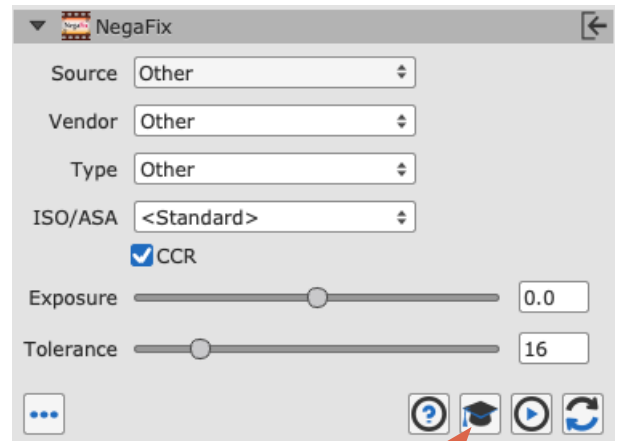 NegaFix
Source Other
Vendor Other
Type Other
ISO/ASA <Standard>
CCR
Exposure 0.0
Tolerance 16